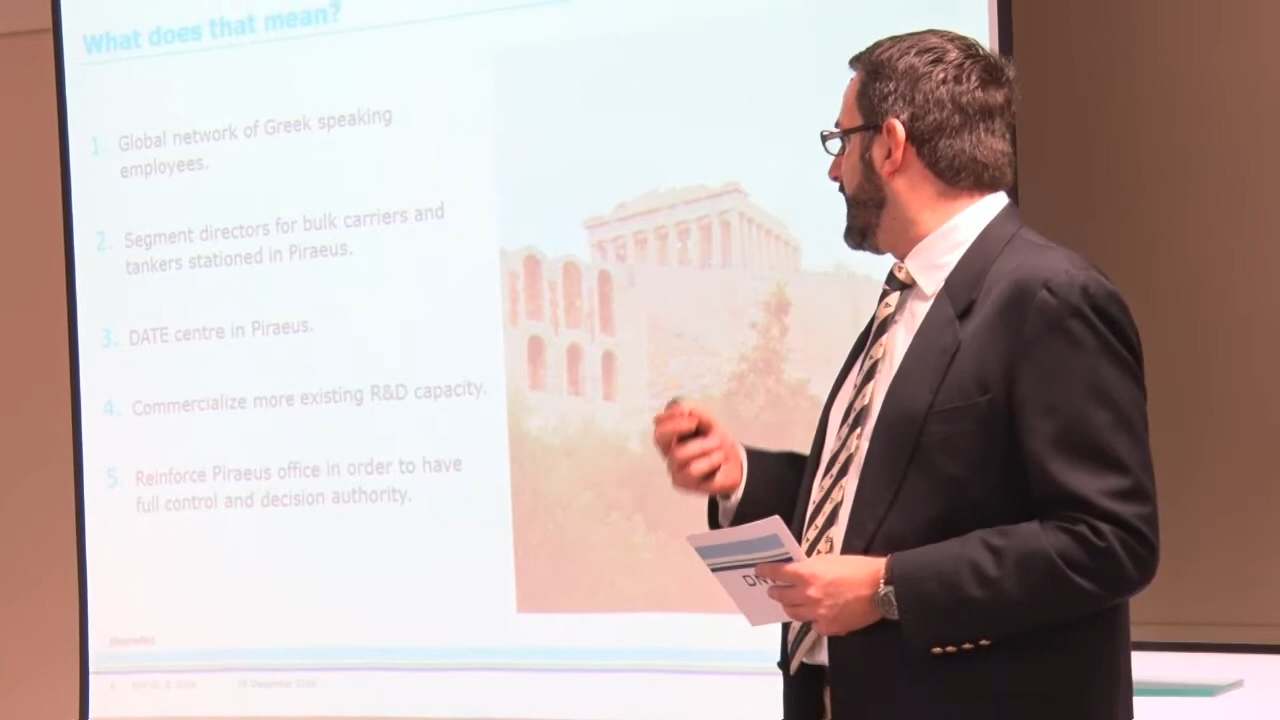 What does that mean?
1. Global network of Greek speaking
employees.
2. Segment directors for bulk carriers and
tankers stationed in Piraeus.
3. DATE centre in Piraeus.
4. Commercialize more existing R&D capacity.
5. Reinforce Piraeus office in order to have
full control and decision authority.
DNV